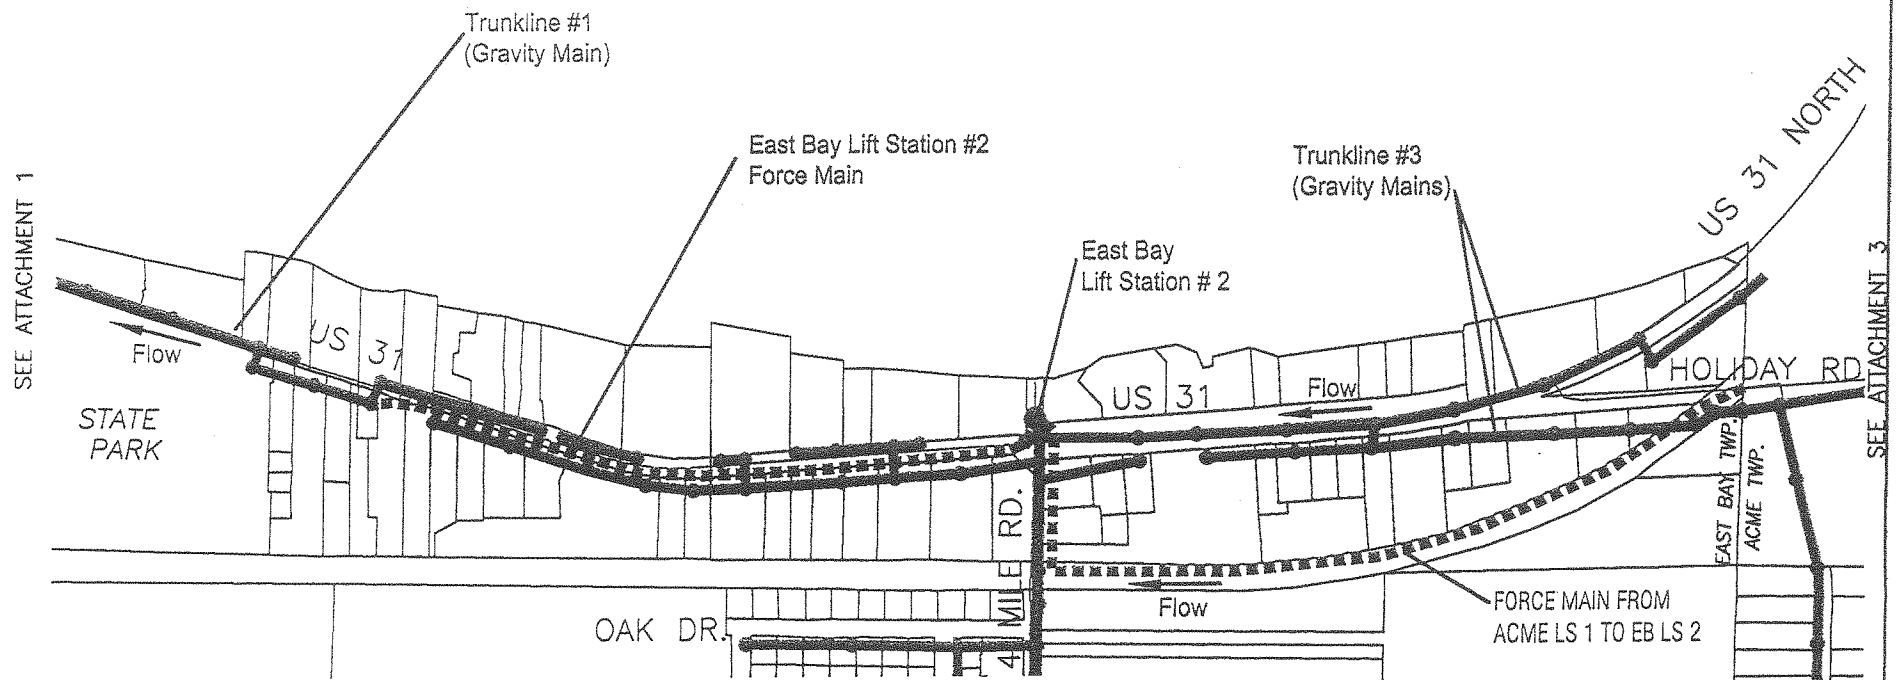 Trunkline #1
(Gravity Main)
East Bay Lift Station #2
Force Main
Trunkline #3
(Gravity Mains)
East Bay
Lift Station # 2
US 31 NORTH
SEE ATTACHMENT 1
SEE ATTACHMENT 3
Flow
US 31
US 31
Flow
HOLIDAY RD
STATE
PARK
4 MILE RD.
EAST BAY TWP.
ACME TWP.
Flow
OAK DR.
FORCE MAIN FROM
ACME LS 1 TO EB LS 2